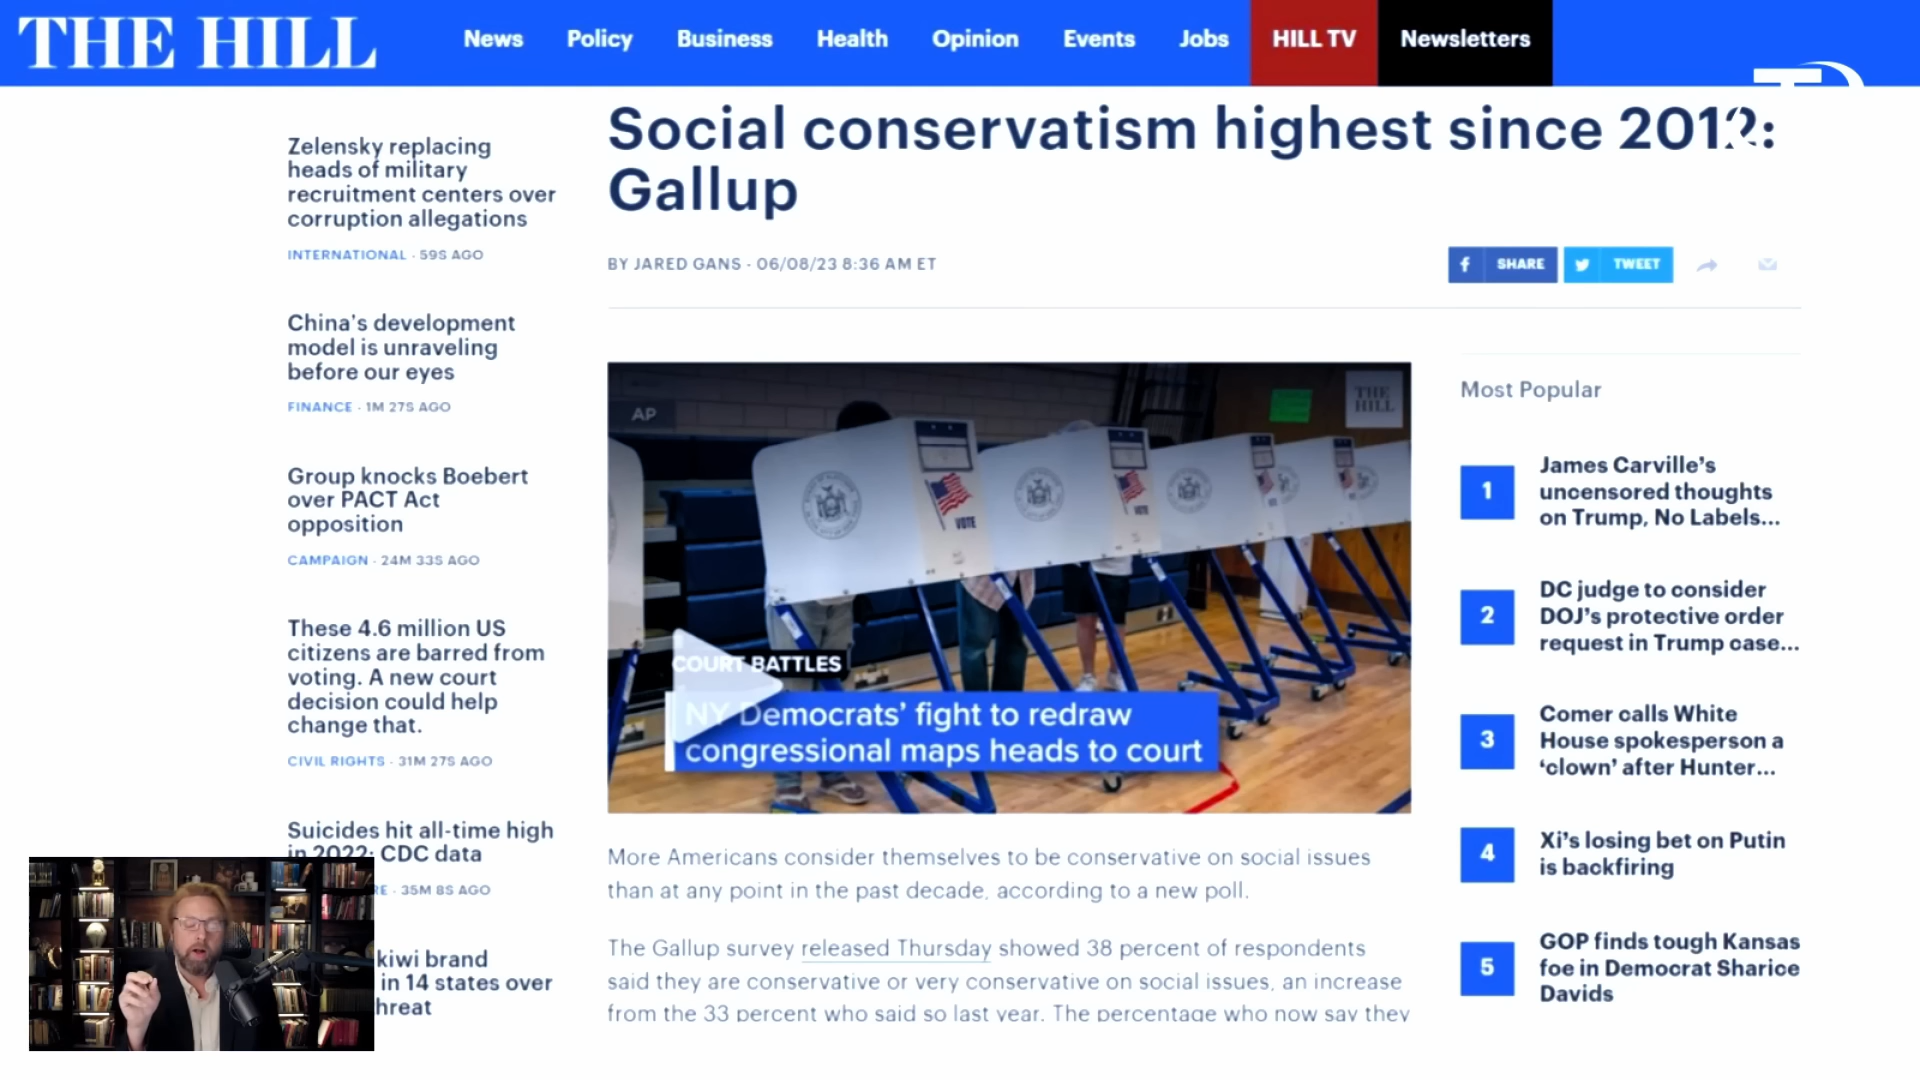 THE HILL
News Policy Business Health Opinion Events Jobs HILL TV Newsletters
Social conservatism highest since 2012:
Gallup
BY JARED GANS - 06/08/23 8:36 AM ET
SHARE
TWEET
Zelensky replacing
heads of military
recruitment centers over
corruption allegations
INTERNATIONAL - 59S AGO
China's development
model is unraveling
before our eyes
FINANCE - 1M 27S AGO
Group knocks Boebert
over PACT Act
opposition
CAMPAIGN - 24M 33S AGO
These 4.6 million US
citizens are barred from
voting. A new court
decision could help
change that.
CIVIL RIGHTS - 31M 27S AGO
Suicides hit all-time high
in 2022: CDC data
RE - 35M 8S AGO
kiwi brand
in 14 states over
hreat
AP
THE HILL
VOTE
VOTE
COURT BATTLES
NY Democrats' fight to redraw
congressional maps heads to court
More Americans consider themselves to be conservative on social issues
than at any point in the past decade, according to a new poll.
The Gallup survey released Thursday showed 38 percent of respondents
said they are conservative or very conservative on social issues, an increase
from the 33 percent who said so last year. The percentage who now say they
Most Popular
1 James Carville's
uncensored thoughts
on Trump, No Labels...
2 DC judge to consider
DOJ's protective order
request in Trump case...
3 Comer calls White
House spokesperson a
'clown' after Hunter...
4 Xi's losing bet on Putin
is backfiring
5 GOP finds tough Kansas
foe in Democrat Sharice
Davids